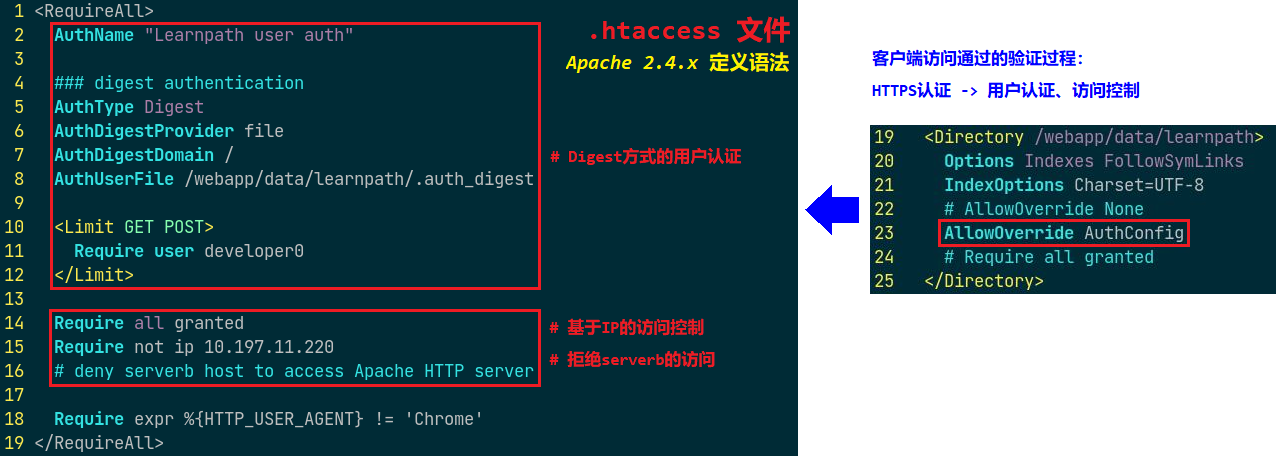 1 <RequireAll>
2 AuthName "Learnpath user auth"
3
4 ### digest authentication
5 AuthType Digest
6 AuthDigestProvider file
7 AuthDigestDomain /
8 AuthUserFile /webapp/data/learnpath/.auth_digest
9
10 <Limit GET POST>
11 Require user developer0
12 </Limit>
13
14 Require all granted
15 Require not ip 10.197.11.220
16 # deny serverb host to access Apache HTTP server
17
18 Require expr %{HTTP_USER_AGENT} != 'Chrome'
19 </RequireAll>
.htaccess 文件
Apache 2.4.x 定义语法
# Digest方式的用户认证
# 基于IP的访问控制
# 拒绝serverb的访问
客户端访问通过的验证过程：
HTTPS认证 -> 用户认证、访问控制
19 <Directory /webapp/data/learnpath>
20 Options Indexes FollowSymLinks
21 IndexOptions Charset=UTF-8
22 # AllowOverride None
23 AllowOverride AuthConfig
24 # Require all granted
25 </Directory>